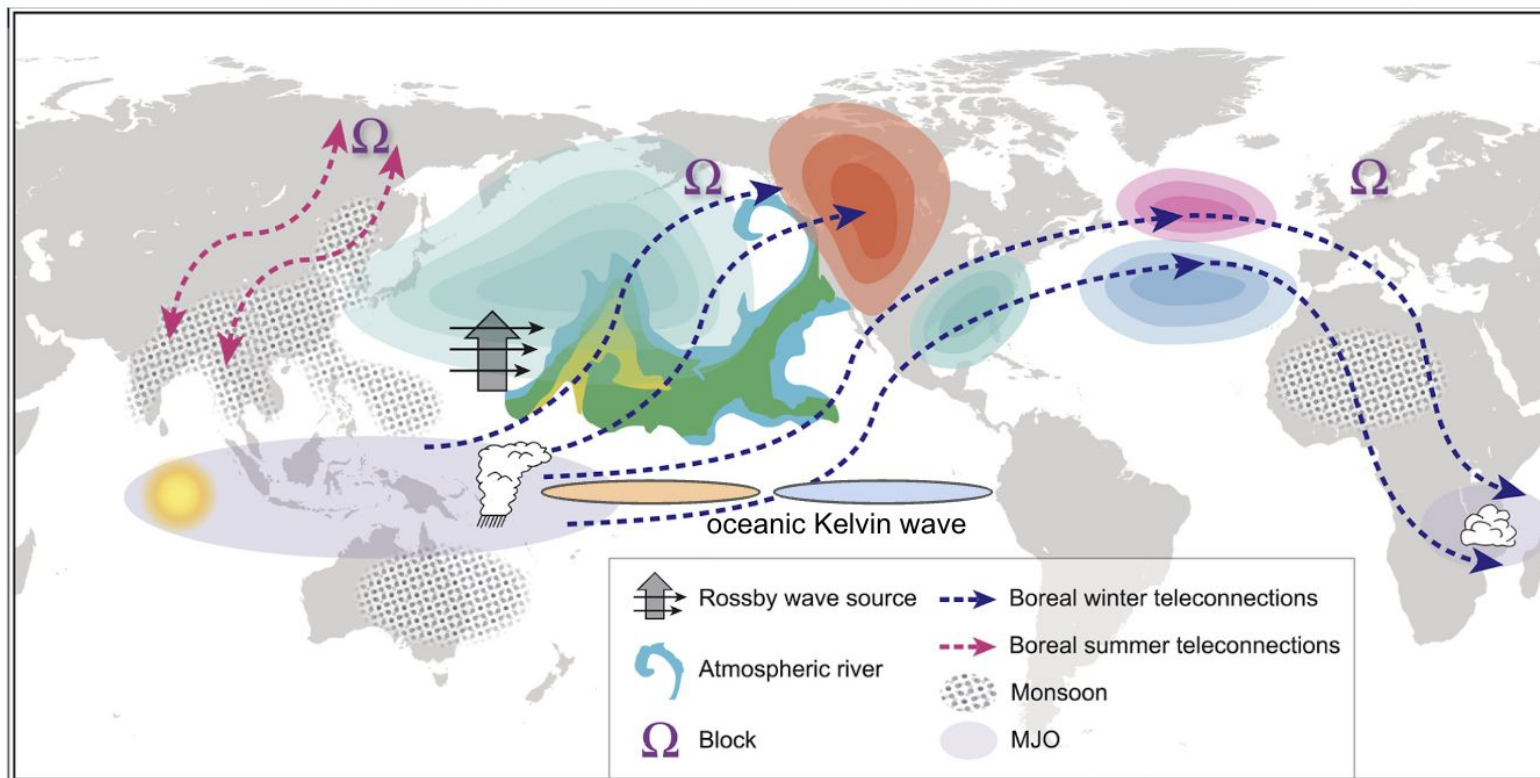 Ω
Ω
Ω
oceanic Kelvin wave
Rossby wave source
Boreal winter teleconnections
Atmospheric river
Boreal summer teleconnections
Monsoon
Ω Block
MJO